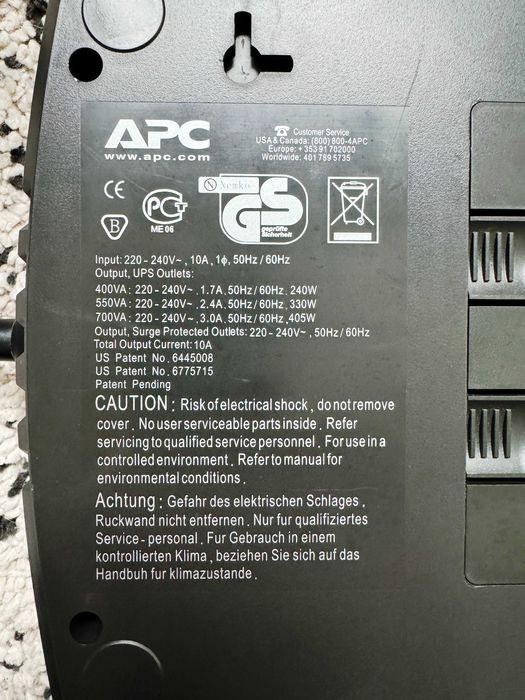 APC
www.apc.com
Customer Service
USA & Canada: (800) 800-4APC
Europe: +353 91 702000
Worldwide: 401 789 5735
CE
B
PCT
ME 06
N Nemko
GS
geprüfte
Sicherheit
Input: 220 - 240V~, 10A, 1ϕ, 50Hz / 60Hz
Output, UPS Outlets:
400VA: 220 - 240V~, 1.7A, 50Hz / 60Hz, 240W
550VA: 220 - 240V~, 2.4A, 50Hz / 60Hz, 330W
700VA: 220 - 240V~, 3.0A, 50Hz / 60Hz, 405W
Output, Surge Protected Outlets: 220 - 240V~, 50Hz / 60Hz
Total Output Current: 10A
US Patent No. 6445008
US Patent No. 6775715
Patent Pending
CAUTION: Risk of electrical shock, do not remove
cover. No user serviceable parts inside. Refer
servicing to qualified service personnel. For use in a
controlled environment. Refer to manual for
environmental conditions.
Achtung: Gefahr des elektrischen Schlages.
Ruckwand nicht entfernen. Nur fur qualifiziertes
Service - personal. Fur Gebrauch in einem
kontrollierten Klima, beziehen Sie sich auf das
Handbuh fur klimazustande.